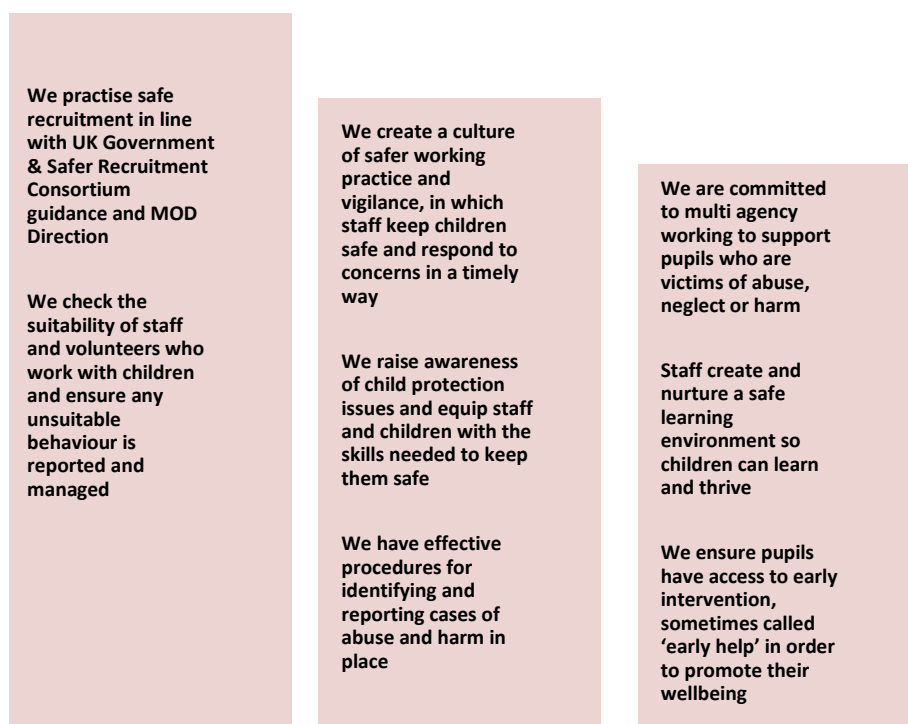 We practise safe
recruitment in line
with UK Government
& Safer Recruitment
Consortium
guidance and MOD
Direction
We check the
suitability of staff
and volunteers who
work with children
and ensure any
unsuitable
behaviour is
reported and
managed
We create a culture
of safer working
practice and
vigilance, in which
staff keep children
safe and respond to
concerns in a timely
way
We raise awareness
of child protection
issues and equip staff
and children with the
skills needed to keep
them safe
We have effective
procedures for
identifying and
reporting cases of
abuse and harm in
place
We are committed
to multi agency
working to support
pupils who are
victims of abuse,
neglect or harm
Staff create and
nurture a safe
learning
environment so
children can learn
and thrive
We ensure pupils
have access to early
intervention,
sometimes called
‘early help’ in order
to promote their
wellbeing